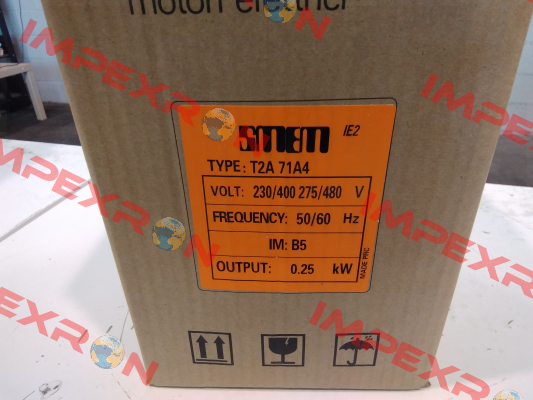 motori elettrici
IMPEXRON
smem IE2
TYPE: T2A 71A4
VOLT: 230/400 275/480 V
FREQUENCY: 50/60 Hz
IM: B5
OUTPUT: 0.25 kW
MADE PRC
IMPEXRON
IMPEXRON
IMPEXRON